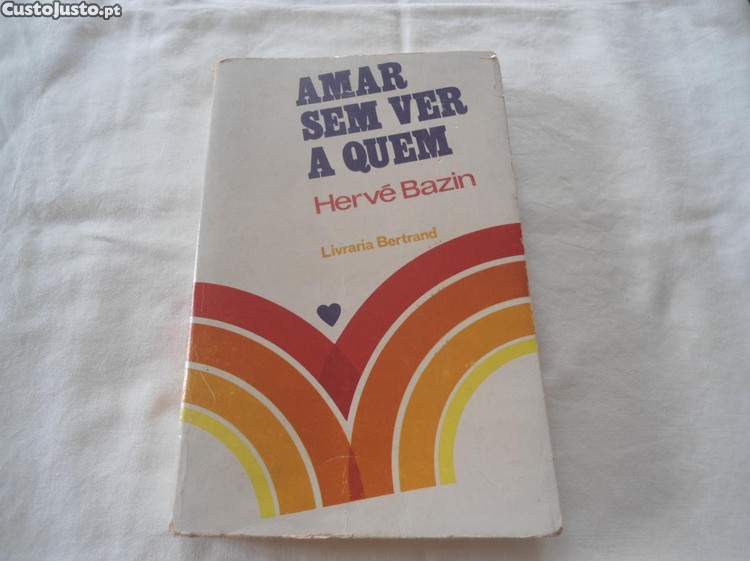 CustoJusto.pt
AMAR
SEM VER
A QUEM
Hervé Bazin
Livraria Bertrand